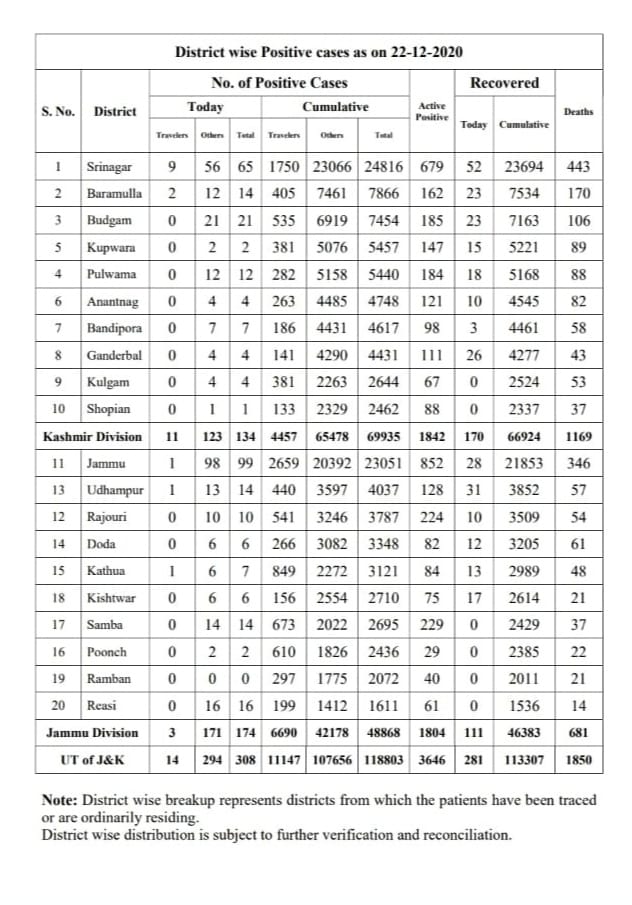 District wise Positive cases as on 22-12-2020
S. No. District No. of Positive Cases Active Positive Recovered Deaths
Today Cumulative Today Cumulative
Travelers Others Total Travelers Others Total
1 Srinagar 9 56 65 1750 23066 24816 679 52 23694 443
2 Baramulla 2 12 14 405 7461 7866 162 23 7534 170
3 Budgam 0 21 21 535 6919 7454 185 23 7163 106
5 Kupwara 0 2 2 381 5076 5457 147 15 5221 89
4 Pulwama 0 12 12 282 5158 5440 184 18 5168 88
6 Anantnag 0 4 4 263 4485 4748 121 10 4545 82
7 Bandipora 0 7 7 186 4431 4617 98 3 4461 58
8 Ganderbal 0 4 4 141 4290 4431 111 26 4277 43
9 Kulgam 0 4 4 381 2263 2644 67 0 2524 53
10 Shopian 0 1 1 133 2329 2462 88 0 2337 37
Kashmir Division 11 123 134 4457 65478 69935 1842 170 66924 1169
11 Jammu 1 98 99 2659 20392 23051 852 28 21853 346
13 Udhampur 1 13 14 440 3597 4037 128 31 3852 57
12 Rajouri 0 10 10 541 3246 3787 224 10 3509 54
14 Doda 0 6 6 266 3082 3348 82 12 3205 61
15 Kathua 1 6 7 849 2272 3121 84 13 2989 48
18 Kishtwar 0 6 6 156 2554 2710 75 17 2614 21
17 Samba 0 14 14 673 2022 2695 229 0 2429 37
16 Poonch 0 2 2 610 1826 2436 29 0 2385 22
19 Ramban 0 0 0 297 1775 2072 40 0 2011 21
20 Reasi 0 16 16 199 1412 1611 61 0 1536 14
Jammu Division 3 171 174 6690 42178 48868 1804 111 46383 681
UT of J&K 14 294 308 11147 107656 118803 3646 281 113307 1850
Note: District wise breakup represents districts from which the patients have been traced
or are ordinarily residing.
District wise distribution is subject to further verification and reconciliation.